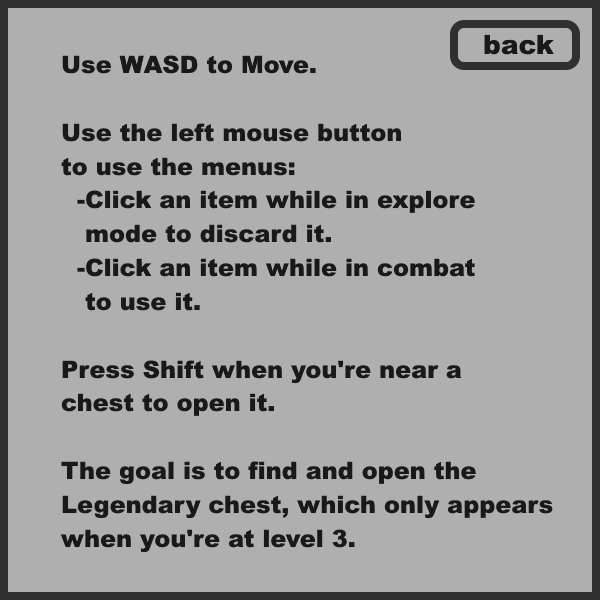 back
Use WASD to Move.
Use the left mouse button
to use the menus:
-Click an item while in explore
mode to discard it.
-Click an item while in combat
to use it.
Press Shift when you're near a
chest to open it.
The goal is to find and open the
Legendary chest, which only appears
when you're at level 3.